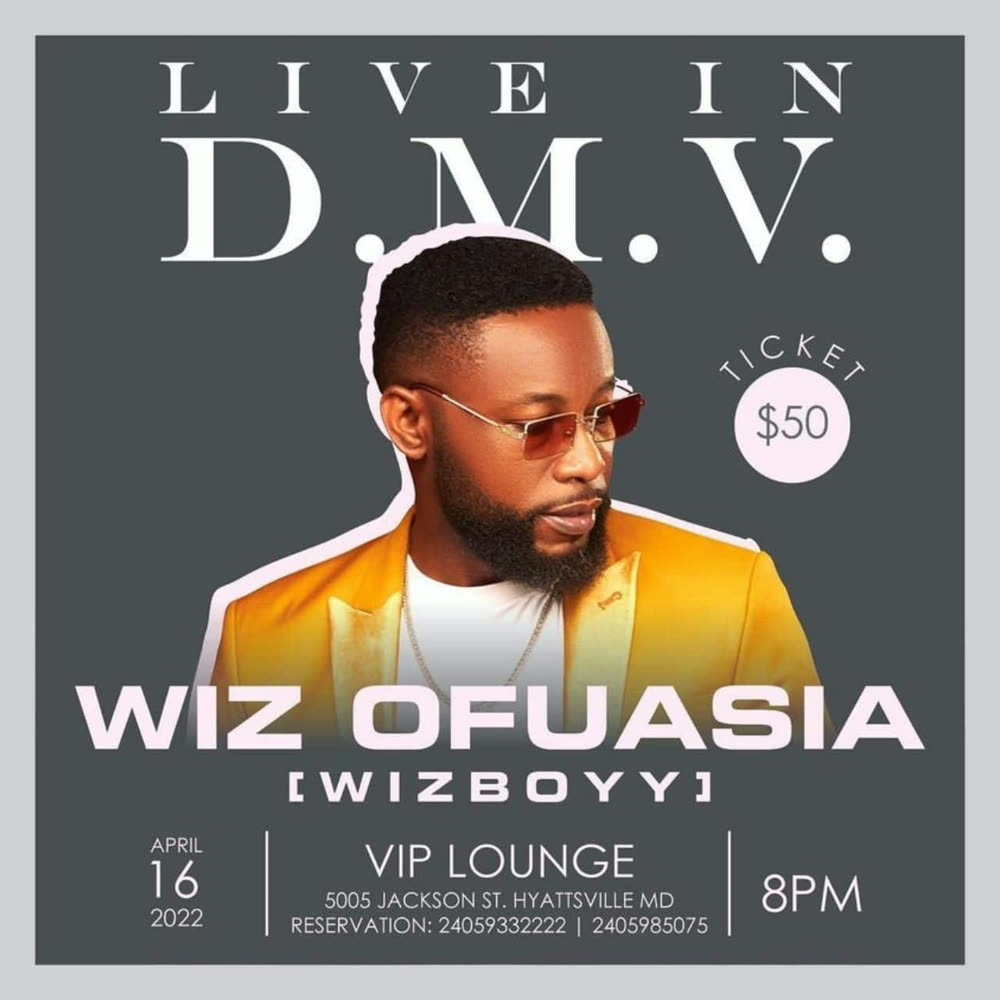 LIVE IN
D.M.V.
TICKET
$50
WIZ OFUASIA
[WIZBOYY]
APRIL
16
2022
VIP LOUNGE
5005 JACKSON ST. HYATTSVILLE MD
RESERVATION: 24059332222 | 2405985075
8PM